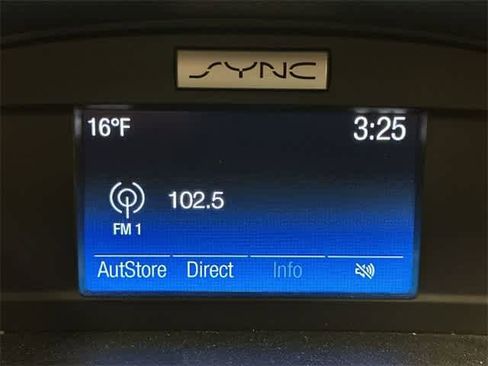 SYNC
16°F 3:25
102.5
FM 1
AutStore Direct Info